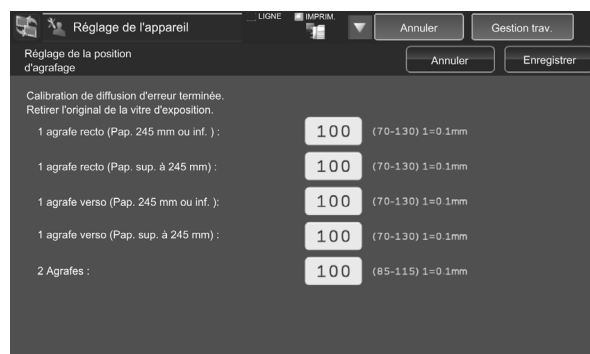 Réglage de l'appareil
LIGNE
IMPRIM.
Annuler
Gestion trav.
Réglage de la position
d'agrafage
Annuler
Enregistrer
Calibration de diffusion d'erreur terminée.
Retirer l'original de la vitre d'exposition.
1 agrafe recto (Pap. 245 mm ou inf. ) : 100 (70-130) 1=0.1mm
1 agrafe recto (Pap. sup. à 245 mm) : 100 (70-130) 1=0.1mm
1 agrafe verso (Pap. 245 mm ou inf. ): 100 (70-130) 1=0.1mm
1 agrafe verso (Pap. sup. à 245 mm) : 100 (70-130) 1=0.1mm
2 Agrafes : 100 (85-115) 1=0.1mm